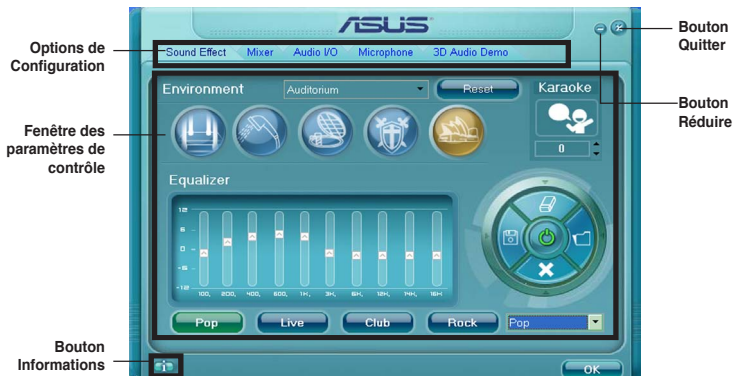 ASUS
Bouton
Quitter
Options de
Configuration
Sound Effect Mixer Audio I/O Microphone 3D Audio Demo
Environment Auditorium Reset Karaoke
Bouton
Réduire
Fenêtre des
paramètres de
contrôle
0
Equalizer
12
6
0
-6
-12
100, 200, 400, 600, 1K, 3K, 6K, 12K, 14K, 16K
Pop Live Club Rock Pop
Bouton
Informations
i
OK